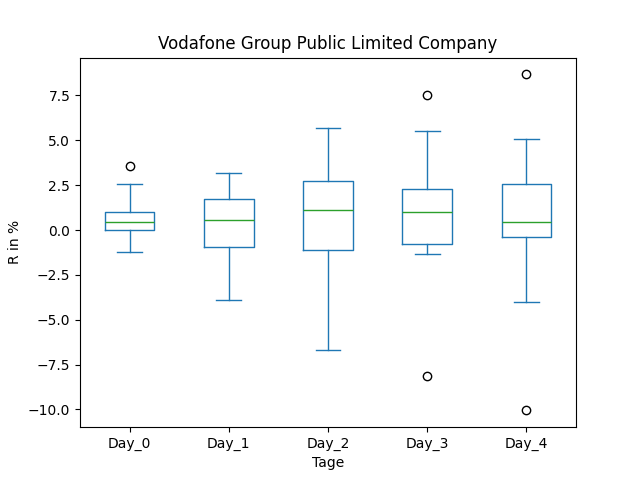 Vodafone Group Public Limited Company
R in %
7.5
5.0
2.5
0.0
−2.5
−5.0
−7.5
−10.0
Day_0 Day_1 Day_2 Day_3 Day_4
Tage